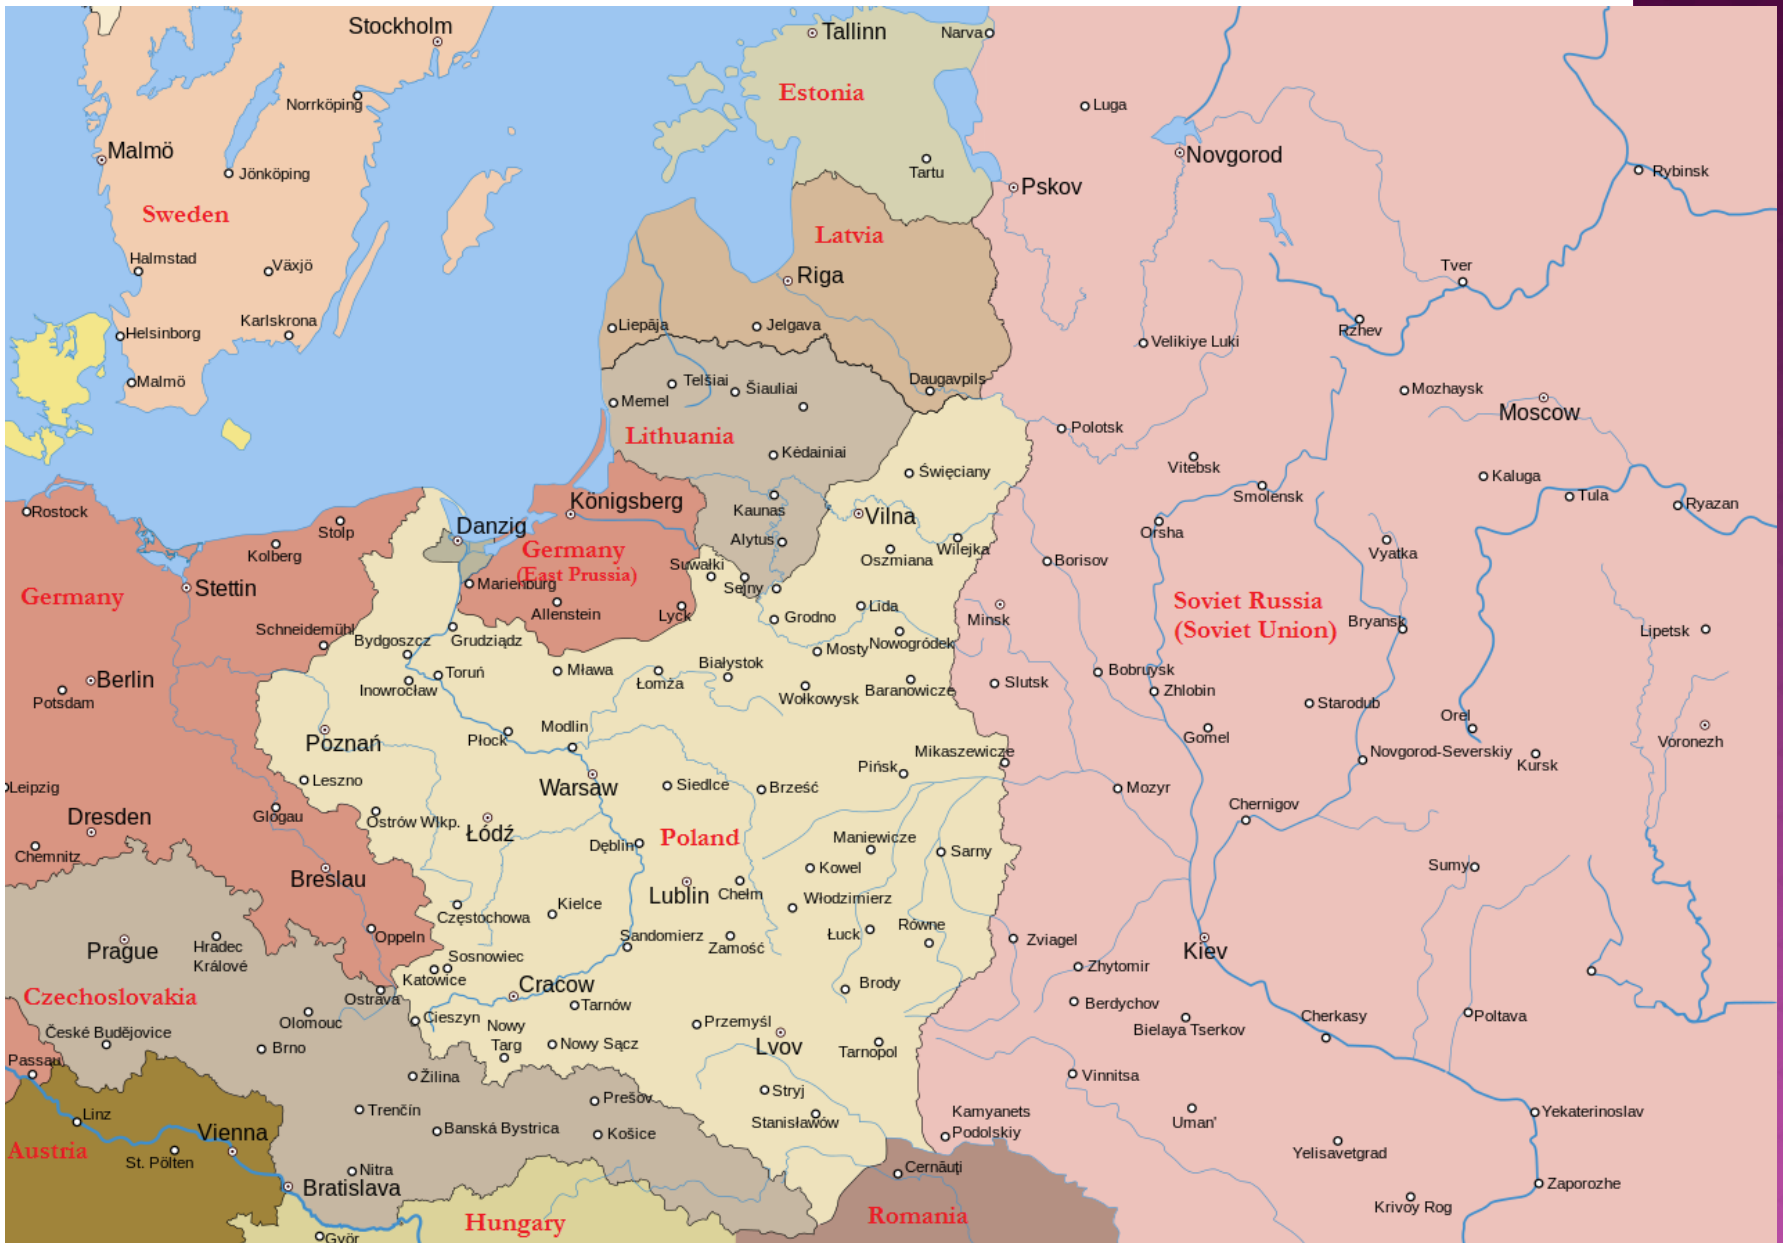 Stockholm
Tallinn
Narva
Estonia
Norrköping
Luga
Malmö
Jönköping
Novgorod
Tartu
Pskov
Rybinsk
Sweden
Latvia
Halmstad
Växjö
Riga
Tver
Karlskrona
Helsinborg
Liepāja
Jelgava
Rzhev
Velikiye Luki
Malmö
Telšiai
Šiauliai
Daugavpils
Mozhaysk
Memel
Moscow
Lithuania
Polotsk
Kėdainiai
Vitebsk
Święciany
Kaluga
Smolensk
Tula
Königsberg
Ryazan
Rostock
Kaunas
Vilna
Danzig
Stolp
Orsha
Alytus
Wilejka
Kolberg
Germany
(East Prussia)
Oszmiana
Vyatka
Borisov
Suwałki
Marienburg
Sejny
Stettin
Germany
Allenstein
Lyck
Grodno
Lida
Minsk
Soviet Russia
(Soviet Union)
Bryansk
Schneidemühl
Bydgoszcz
Grudziądz
Mosty
Nowogródek
Lipetsk
Berlin
Toruń
Mława
Łomża
Białystok
Bobruysk
Potsdam
Inowrocław
Wołkowysk
Baranowicze
Slutsk
Zhlobin
Starodub
Orel
Poznań
Płock
Modlin
Gomel
Voronezh
Mikaszewicze
Novgorod-Severskiy
Kursk
Pińsk
Leipzig
Leszno
Warsaw
Siedlce
Brześć
Mozyr
Chernigov
Dresden
Glogau
Ostrów Wlkp.
Łódź
Dęblin
Poland
Maniewicze
Sarny
Chemnitz
Kowel
Sumy
Breslau
Lublin
Chełm
Włodzimierz
Częstochowa
Kielce
Równe
Oppeln
Sandomierz
Zamość
Łuck
Zviagel
Prague
Hradec
Králové
Kiev
Sosnowiec
Katowice
Zhytomir
Cracow
Brody
Czechoslovakia
Ostrava
Tarnów
Berdychov
Olomouc
Cieszyn
Nowy
Targ
Przemyśl
Bielaya Tserkov
Cherkasy
Poltava
České Budějovice
Brno
Nowy Sącz
Lvov
Tarnopol
Passau
Žilina
Vinnitsa
Stryj
Prešov
Linz
Trenčín
Stanisławów
Kamyanets
Podolskiy
Uman'
Yekaterinoslav
Vienna
Banská Bystrica
Košice
Austria
St. Pölten
Yelisavetgrad
Nitra
Cernăuţi
Bratislava
Zaporozhe
Krivoy Rog
Hungary
Romania
Györ